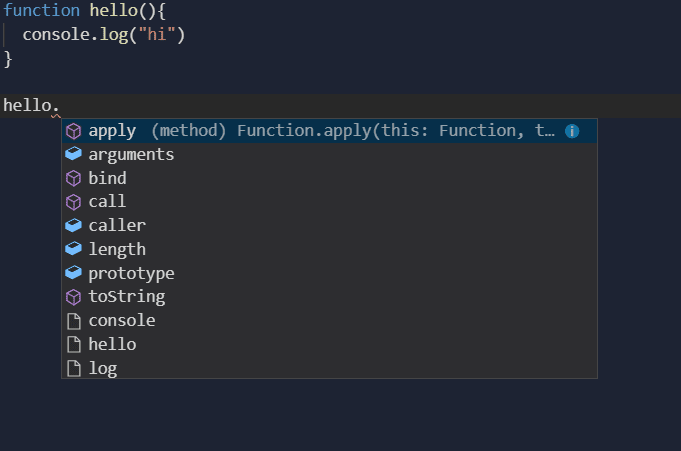 function hello(){
console.log("hi")
}
hello.
apply (method) Function.apply(this: Function, t…
arguments
bind
call
caller
length
prototype
toString
console
hello
log